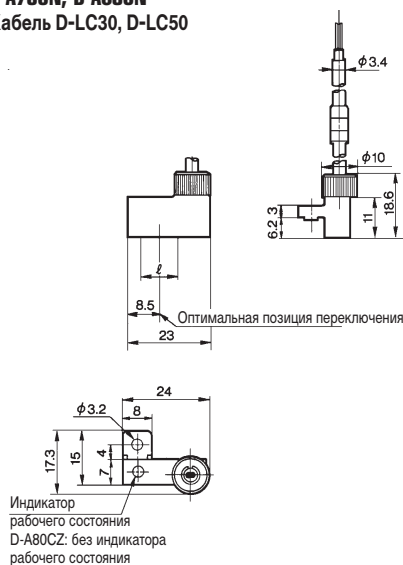 Кабель D-LC30, D-LC50
ϕ3.4
ϕ10
18.6
11
3
6.2
ℓ
8.5
Оптимальная позиция переключения
23
24
ϕ3.2
8
17.3
15
4
7
Индикатор
рабочего состояния
D-A80CZ: без индикатора
рабочего состояния